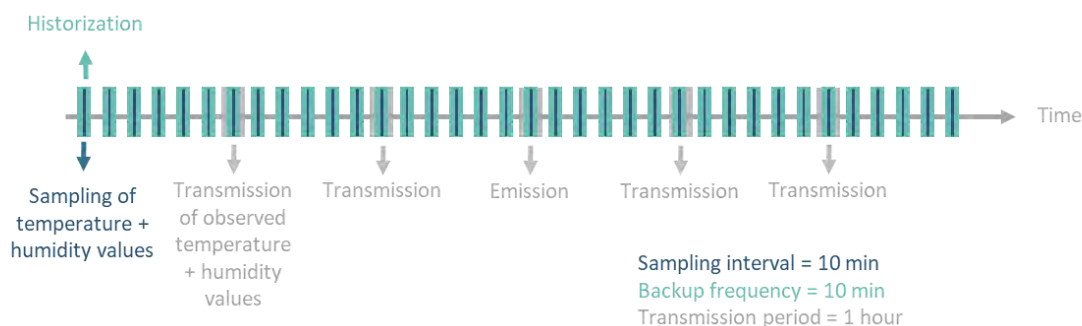 Historization
Time
Sampling of
temperature +
humidity values
Transmission
of observed
temperature
+ humidity
values
Transmission
Emission
Transmission
Transmission
Sampling interval = 10 min
Backup frequency = 10 min
Transmission period = 1 hour